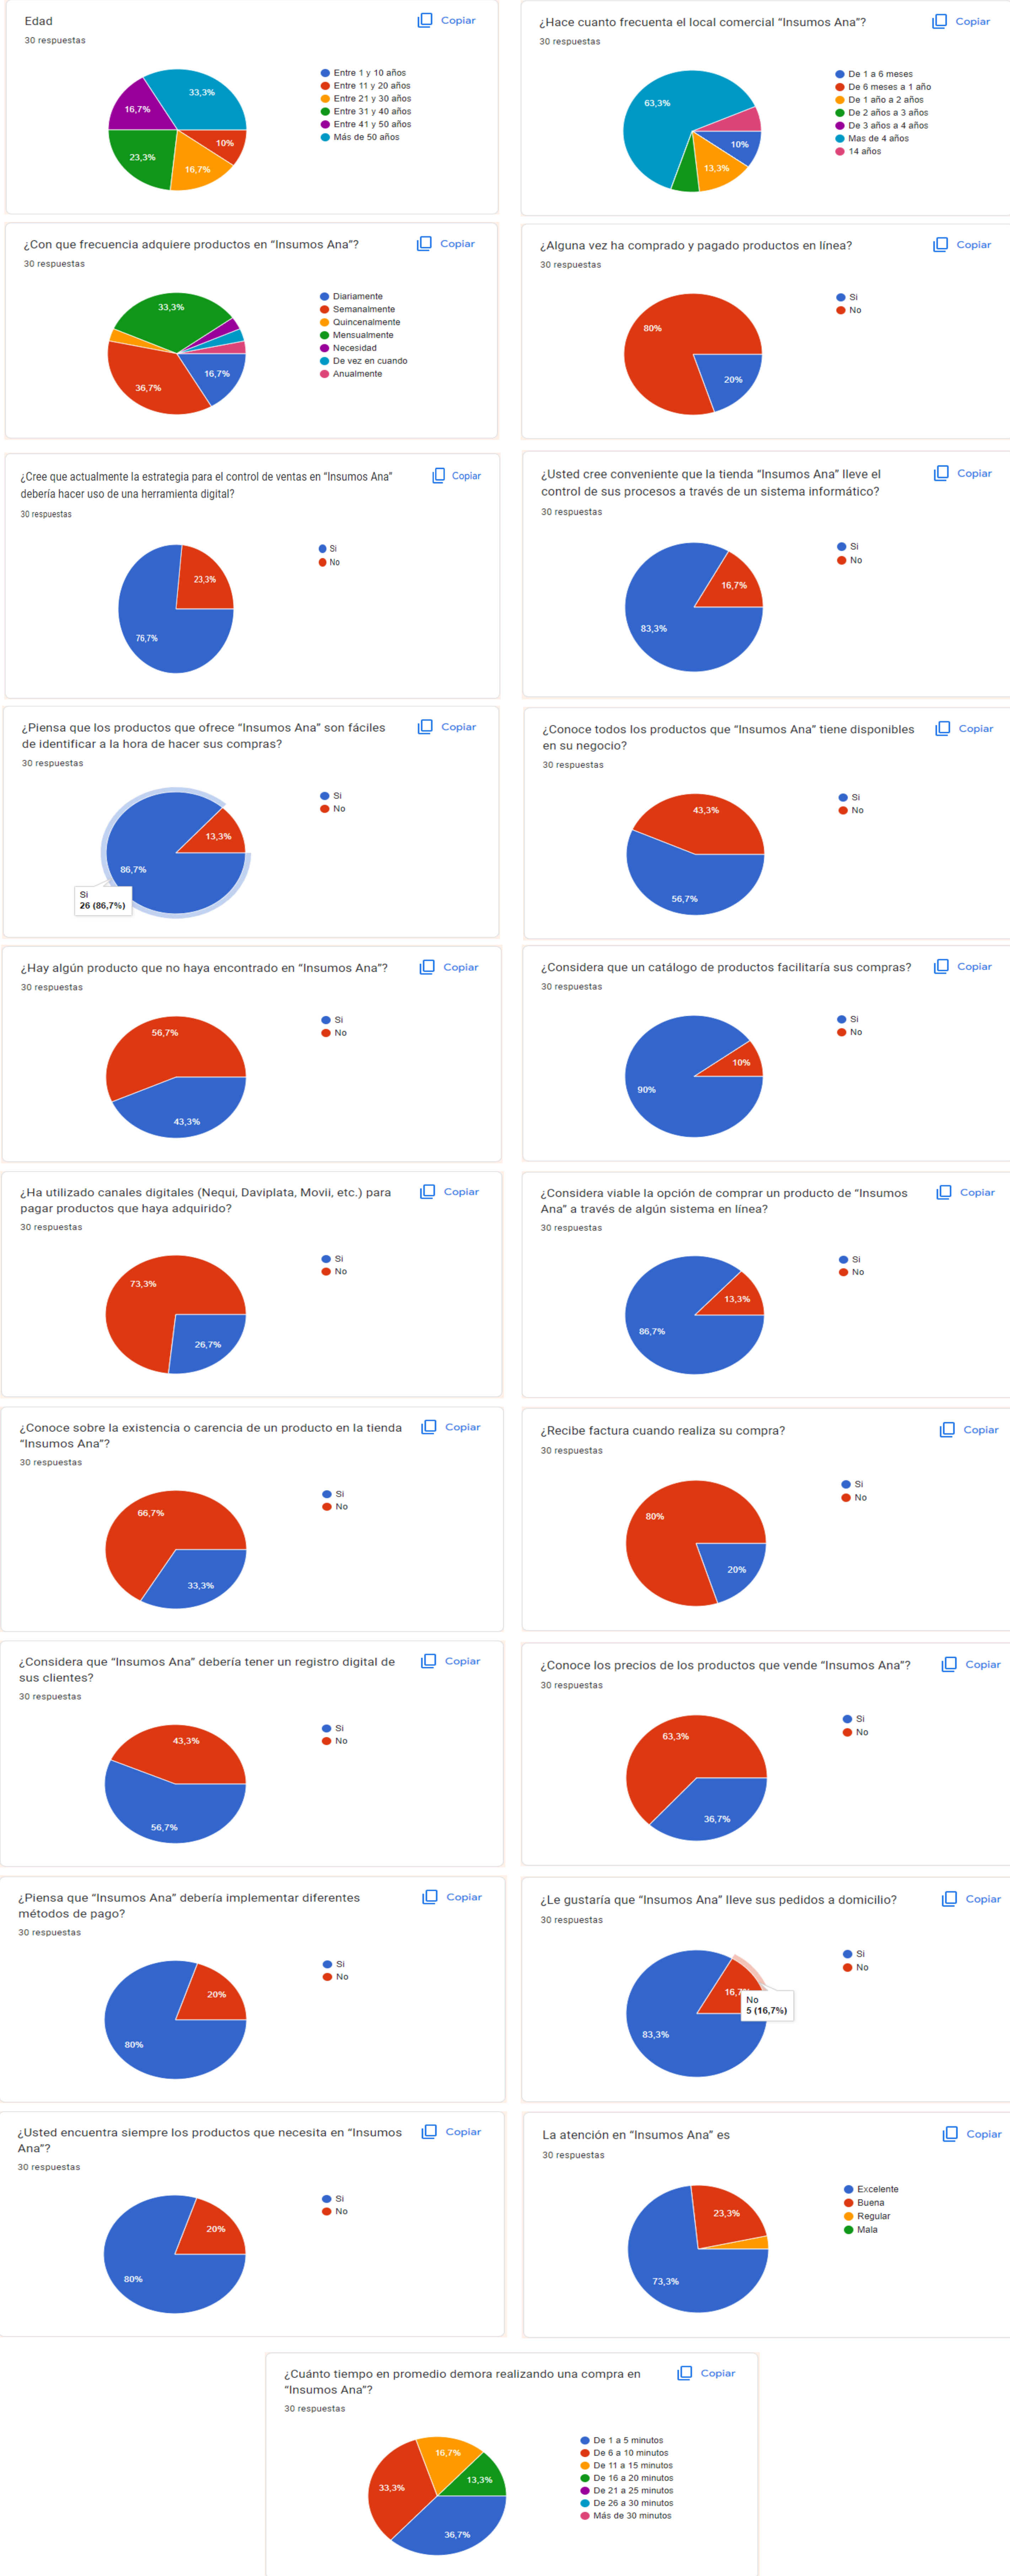 Edad
Copiar
30 respuestas
33,3%
16,7%
10%
23,3%
16,7%
Entre 1 y 10 años
Entre 11 y 20 años
Entre 21 y 30 años
Entre 31 y 40 años
Entre 41 y 50 años
Más de 50 años
¿Hace cuanto frecuenta el local comercial “Insumos Ana”?
Copiar
30 respuestas
63,3%
10%
13,3%
De 1 a 6 meses
De 6 meses a 1 año
De 1 año a 2 años
De 2 años a 3 años
De 3 años a 4 años
Mas de 4 años
14 años
¿Con que frecuencia adquiere productos en “Insumos Ana”?
Copiar
30 respuestas
33,3%
16,7%
36,7%
Diariamente
Semanalmente
Quincenalmente
Mensualmente
Necesidad
De vez en cuando
Anualmente
¿Alguna vez ha comprado y pagado productos en línea?
Copiar
30 respuestas
80%
20%
Si
No
¿Cree que actualmente la estrategia para el control de ventas en “Insumos Ana”
debería hacer uso de una herramienta digital?
Copiar
30 respuestas
23,3%
76,7%
Si
No
¿Usted cree conveniente que la tienda “Insumos Ana” lleve el
control de sus procesos a través de un sistema informático?
Copiar
30 respuestas
16,7%
83,3%
Si
No
¿Piensa que los productos que ofrece “Insumos Ana” son fáciles
de identificar a la hora de hacer sus compras?
Copiar
30 respuestas
13,3%
86,7%
Si
26 (86,7%)
Si
No
¿Conoce todos los productos que “Insumos Ana” tiene disponibles
en su negocio?
Copiar
30 respuestas
43,3%
56,7%
Si
No
¿Hay algún producto que no haya encontrado en “Insumos Ana”?
Copiar
30 respuestas
56,7%
43,3%
Si
No
¿Considera que un catálogo de productos facilitaría sus compras?
Copiar
30 respuestas
10%
90%
Si
No
¿Ha utilizado canales digitales (Nequi, Daviplata, Movii, etc.) para
pagar productos que haya adquirido?
Copiar
30 respuestas
73,3%
26,7%
Si
No
¿Considera viable la opción de comprar un producto de “Insumos
Ana” a través de algún sistema en línea?
Copiar
30 respuestas
13,3%
86,7%
Si
No
¿Conoce sobre la existencia o carencia de un producto en la tienda
“Insumos Ana”?
Copiar
30 respuestas
66,7%
33,3%
Si
No
¿Recibe factura cuando realiza su compra?
Copiar
30 respuestas
80%
20%
Si
No
¿Considera que “Insumos Ana” debería tener un registro digital de
sus clientes?
Copiar
30 respuestas
43,3%
56,7%
Si
No
¿Conoce los precios de los productos que vende “Insumos Ana”?
Copiar
30 respuestas
63,3%
36,7%
Si
No
¿Piensa que “Insumos Ana” debería implementar diferentes
métodos de pago?
Copiar
30 respuestas
20%
80%
Si
No
¿Le gustaría que “Insumos Ana” lleve sus pedidos a domicilio?
Copiar
30 respuestas
16,7
No
5 (16,7%)
83,3%
Si
No
¿Usted encuentra siempre los productos que necesita en “Insumos
Ana”?
Copiar
30 respuestas
20%
80%
Si
No
La atención en “Insumos Ana” es
Copiar
30 respuestas
23,3%
73,3%
Excelente
Buena
Regular
Mala
¿Cuánto tiempo en promedio demora realizando una compra en
“Insumos Ana”?
Copiar
30 respuestas
16,7%
13,3%
33,3%
36,7%
De 1 a 5 minutos
De 6 a 10 minutos
De 11 a 15 minutos
De 16 a 20 minutos
De 21 a 25 minutos
De 26 a 30 minutos
Más de 30 minutos